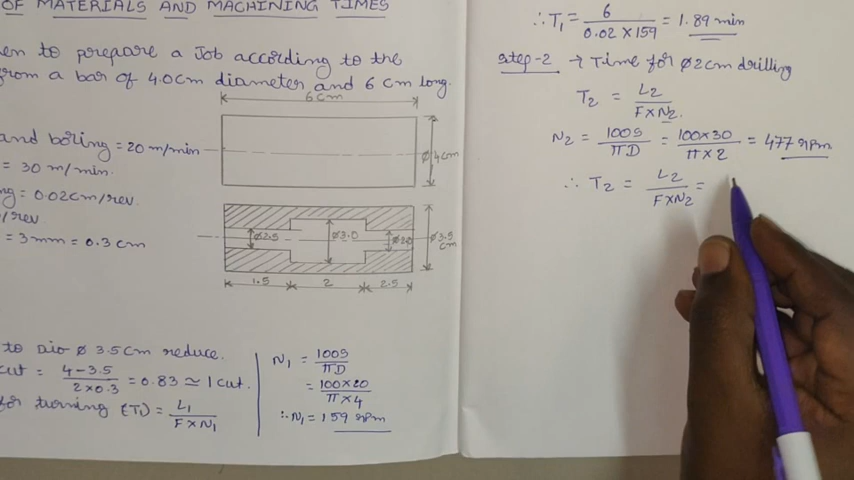 OF MATERIALS AND MACHINING TIMES
en to prepare a Job according to the
from a bar of 4.0cm diameter and 6 cm long.
6cm
ø4cm
and boring = 20 m/min
= 30 m/min.
ng = 0.02cm/rev.
/rev
= 3mm = 0.3 cm
ø2.5 ø3.0 ø2.0 ø3.5 cm
1.5 2 2.5
to dia ø 3.5cm reduce.
cut = 4-3.5 / 2×0.3 = 0.83 ≃ 1 cut.
for turning (T1) = L1 / F×N1
N1 = 100S / πD
= 100×20 / π×4
∴ N1 = 159 rpm
∴ T1 = 6 / 0.02×159 = 1.89 min
step-2 → Time for ø2cm drilling
T2 = L2 / F×N2
N2 = 100S / πD = 100×30 / π×2 = 477 rpm
∴ T2 = L2 / F×N2 =